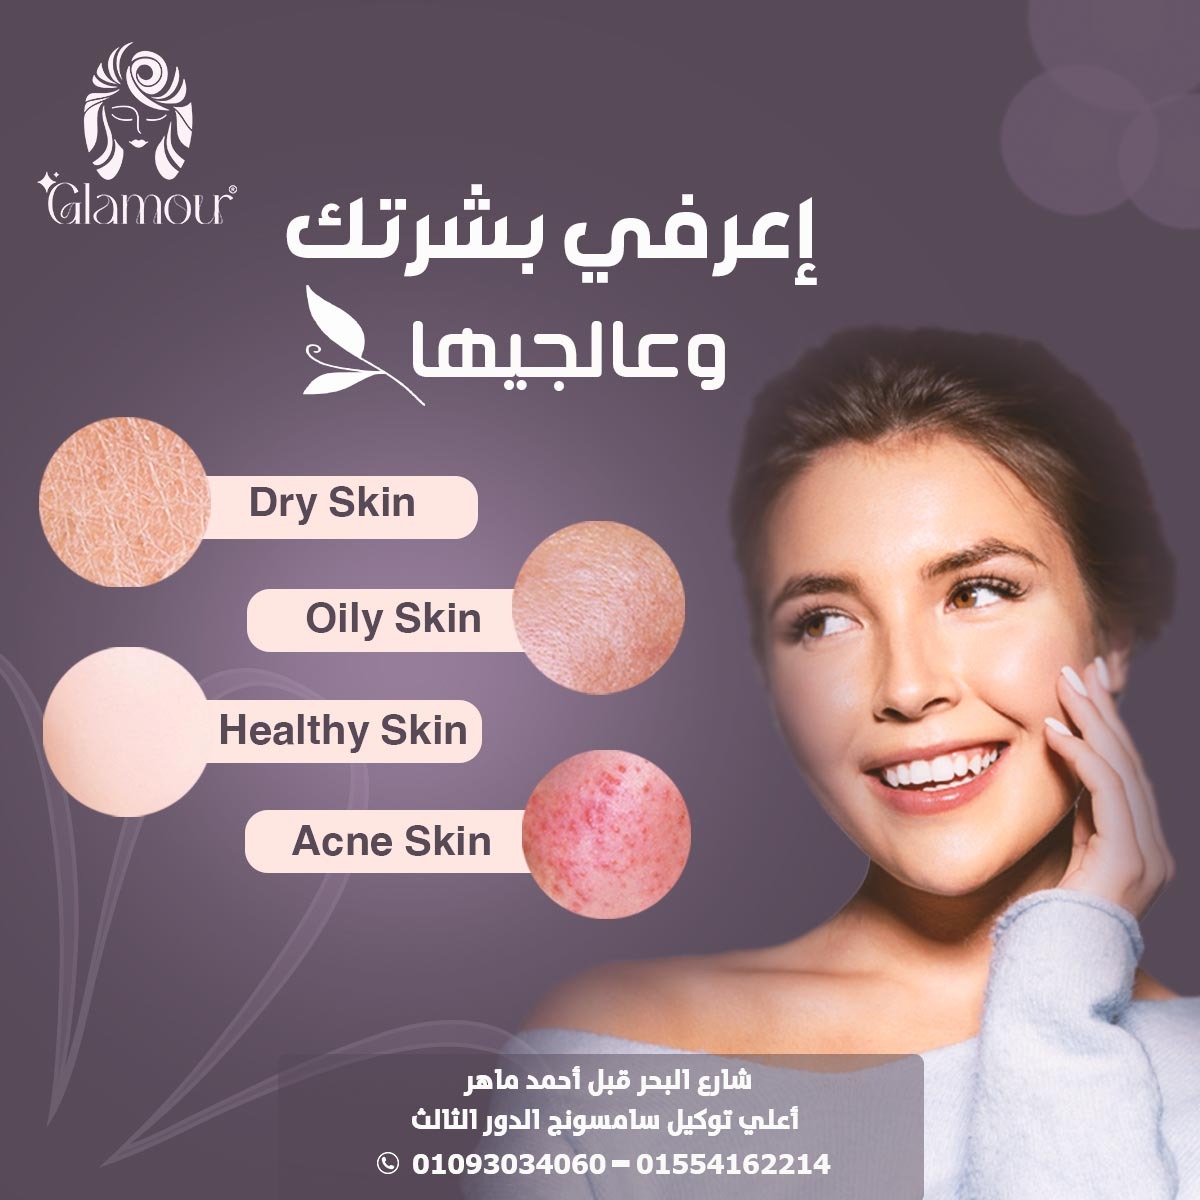 Glamour®
إعرفي بشرتك
وعالجيها
Dry Skin
Oily Skin
Healthy Skin
Acne Skin
شارع البحر قبل أحمد ماهر
أعلي توكيل سامسونج الدور الثالث
01093034060 – 01554162214